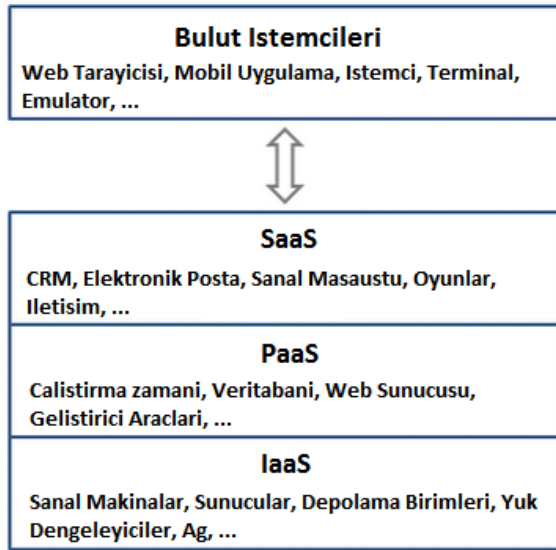 Bulut Istemcileri
Web Tarayicisi, Mobil Uygulama, Istemci, Terminal,
Emulator, ...
SaaS
CRM, Elektronik Posta, Sanal Masaustu, Oyunlar,
Iletisim, ...
PaaS
Calistirma zamani, Veritabani, Web Sunucusu,
Gelistirici Araclari, ...
IaaS
Sanal Makinalar, Sunucular, Depolama Birimleri, Yuk
Dengeleyiciler, Ag, ...